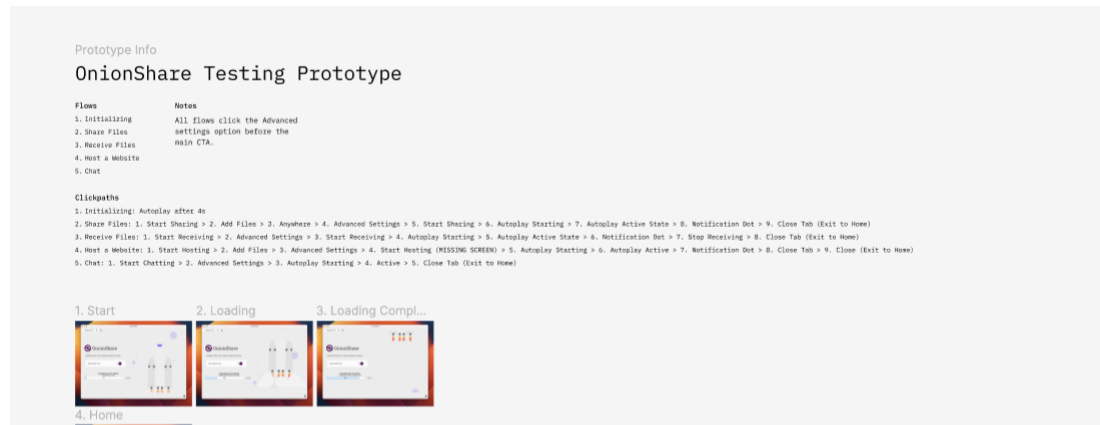 Prototype Info
OnionShare Testing Prototype
Flows
1. Initializing
2. Share Files
3. Receive Files
4. Host a Website
5. Chat
Notes
All flows click the Advanced
settings option before the
main CTA.
Clickpaths
1. Initializing: Autoplay after 4s
2. Share Files: 1. Start Sharing > 2. Add Files > 3. Anywhere > 4. Advanced Settings > 5. Start Sharing > 6. Autoplay Starting > 7. Autoplay Active State > 8. Notification Dot > 9. Close Tab (Exit to Home)
3. Receive Files: 1. Start Receiving > 2. Advanced Settings > 3. Start Receiving > 4. Autoplay Starting > 5. Autoplay Active State > 6. Notification Dot > 7. Stop Receiving > 8. Close Tab (Exit to Home)
4. Host a Website: 1. Start Hosting > 2. Add Files > 3. Advanced Settings > 4. Start Hosting (MISSING SCREEN) > 5. Autoplay Starting > 6. Autoplay Active > 7. Notification Dot > 8. Close Tab > 9. Close (Exit to Home)
5. Chat: 1. Start Chatting > 2. Advanced Settings > 3. Autoplay Starting > 4. Active > 5. Close Tab (Exit to Home)
1. Start
2. Loading
3. Loading Compl...
OnionShare
OnionShare
OnionShare
4. Home